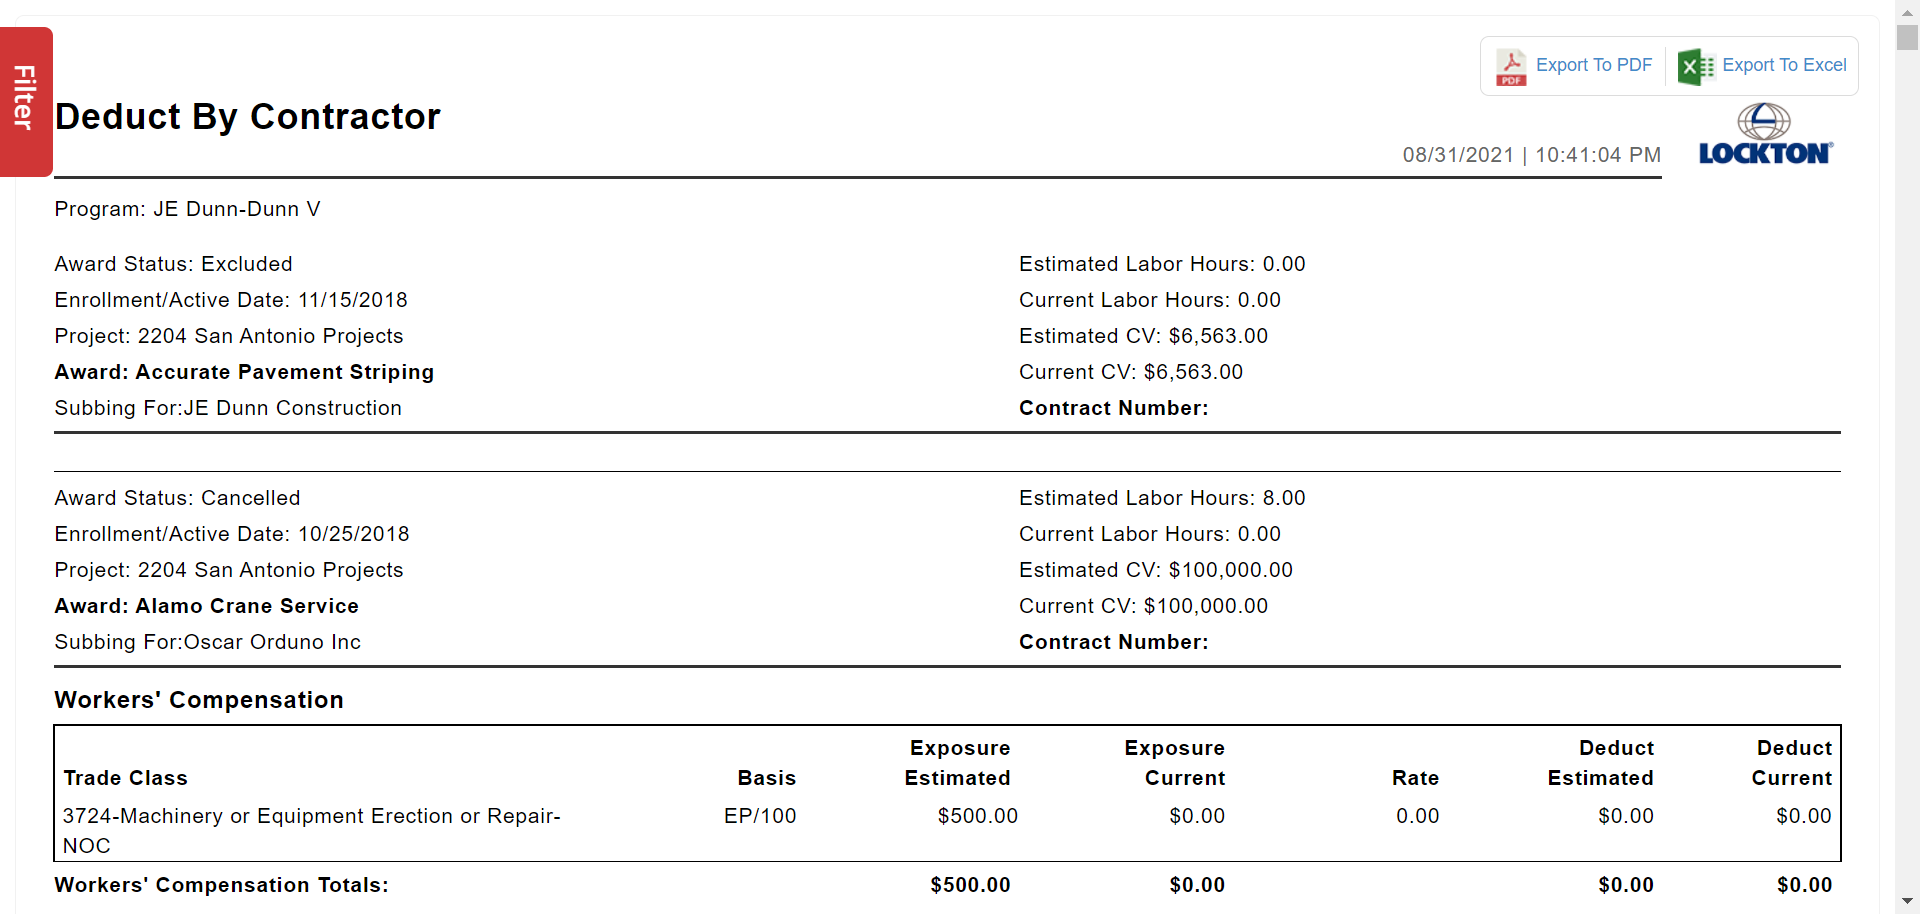 Filter
PDF Export To PDF
X Export To Excel
Deduct By Contractor
08/31/2021 | 10:41:04 PM
LOCKTON®
Program: JE Dunn-Dunn V
Award Status: Excluded
Enrollment/Active Date: 11/15/2018
Project: 2204 San Antonio Projects
Award: Accurate Pavement Striping
Subbing For:JE Dunn Construction
Estimated Labor Hours: 0.00
Current Labor Hours: 0.00
Estimated CV: $6,563.00
Current CV: $6,563.00
Contract Number:
Award Status: Cancelled
Enrollment/Active Date: 10/25/2018
Project: 2204 San Antonio Projects
Award: Alamo Crane Service
Subbing For:Oscar Orduno Inc
Estimated Labor Hours: 8.00
Current Labor Hours: 0.00
Estimated CV: $100,000.00
Current CV: $100,000.00
Contract Number:
Workers' Compensation
Exposure Exposure Deduct Deduct
Trade Class Basis Estimated Current Rate Estimated Current
3724-Machinery or Equipment Erection or Repair- EP/100 $500.00 $0.00 0.00 $0.00 $0.00
NOC
Workers' Compensation Totals: $500.00 $0.00 $0.00 $0.00